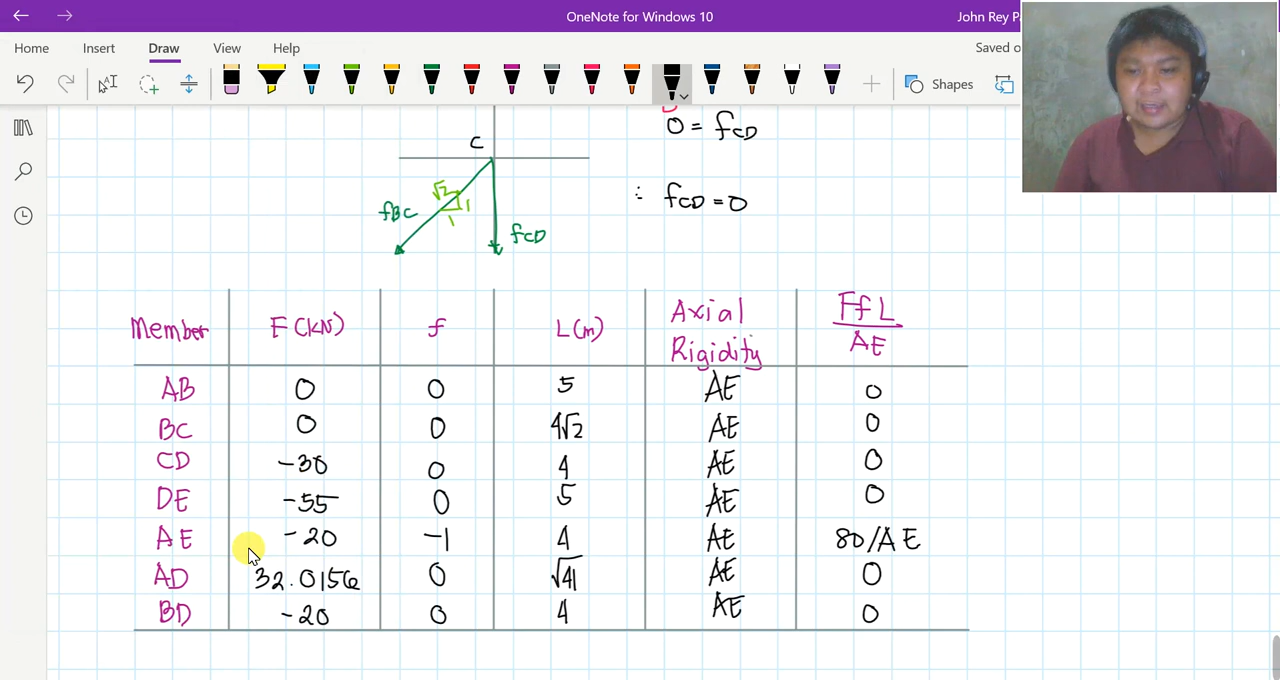 OneNote for Windows 10
John Rey P
Home Insert Draw View Help
Saved o
Shapes
0 = fCD
C
√2
1
1
fBC
fCD
∴ fCD = 0
Member F(kN) f L(m) Axial Rigidity FfL/AE
AB 0 0 5 AE 0
BC 0 0 4√2 AE 0
CD -30 0 4 AE 0
DE -55 0 5 AE 0
AE -20 -1 4 AE 80/AE
AD 32.0156 0 √41 AE 0
BD -20 0 4 AE 0